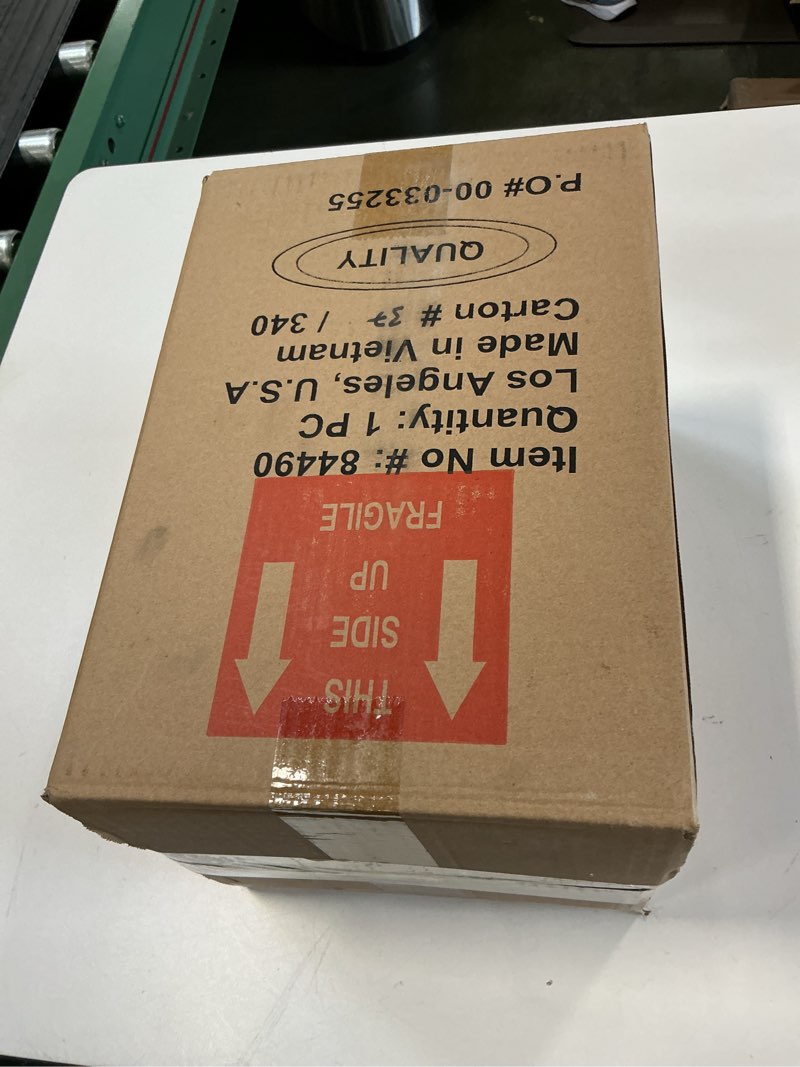 THIS
SIDE
UP
FRAGILE
Item No #: 84490
Quantity: 1 PC
Los Angeles, U.S.A
Made in Vietnam
Carton # 37 / 340
QUALITY
P.O# 00-033255